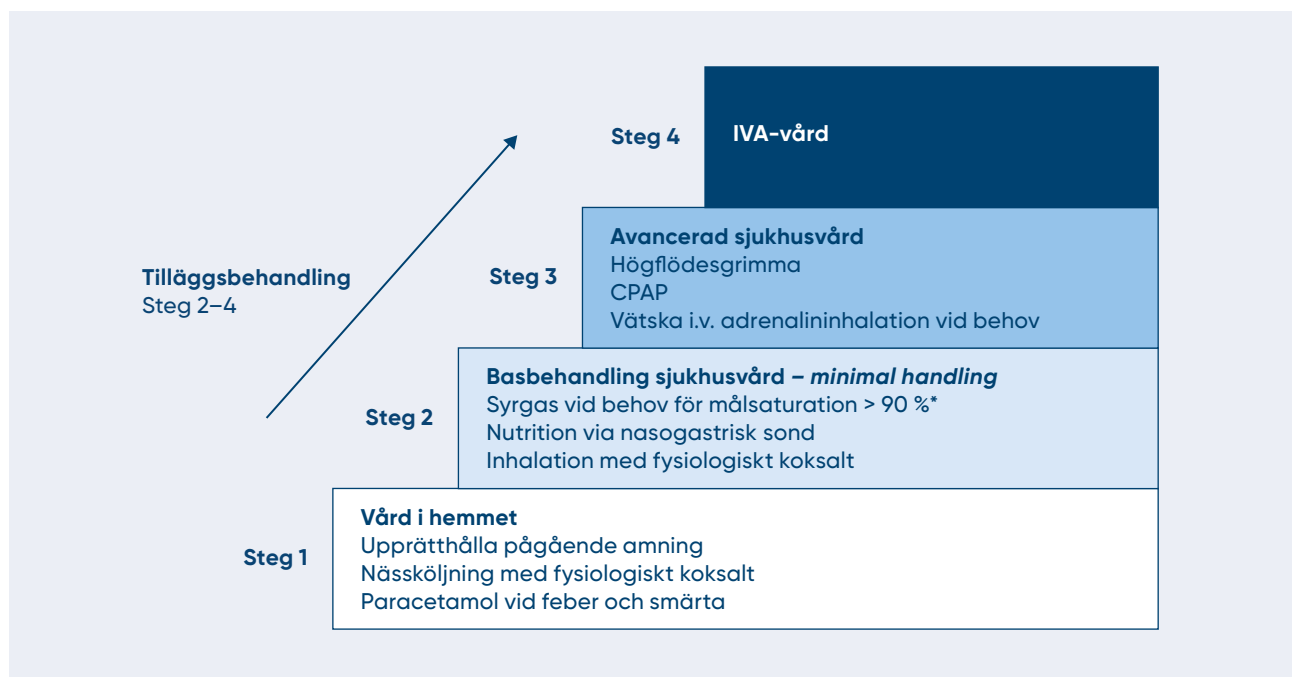 Steg 4
IVA-vård
Tilläggsbehandling
Steg 2–4
Steg 3
Avancerad sjukhusvård
Högflödesgrimma
CPAP
Vätska i.v. adrenalininhalation vid behov
Steg 2
Basbehandling sjukhusvård – minimal handling
Syrgas vid behov för målsaturation > 90 %*
Nutrition via nasogastrisk sond
Inhalation med fysiologiskt koksalt
Steg 1
Vård i hemmet
Upprätthålla pågående amning
Nässköljning med fysiologiskt koksalt
Paracetamol vid feber och smärta